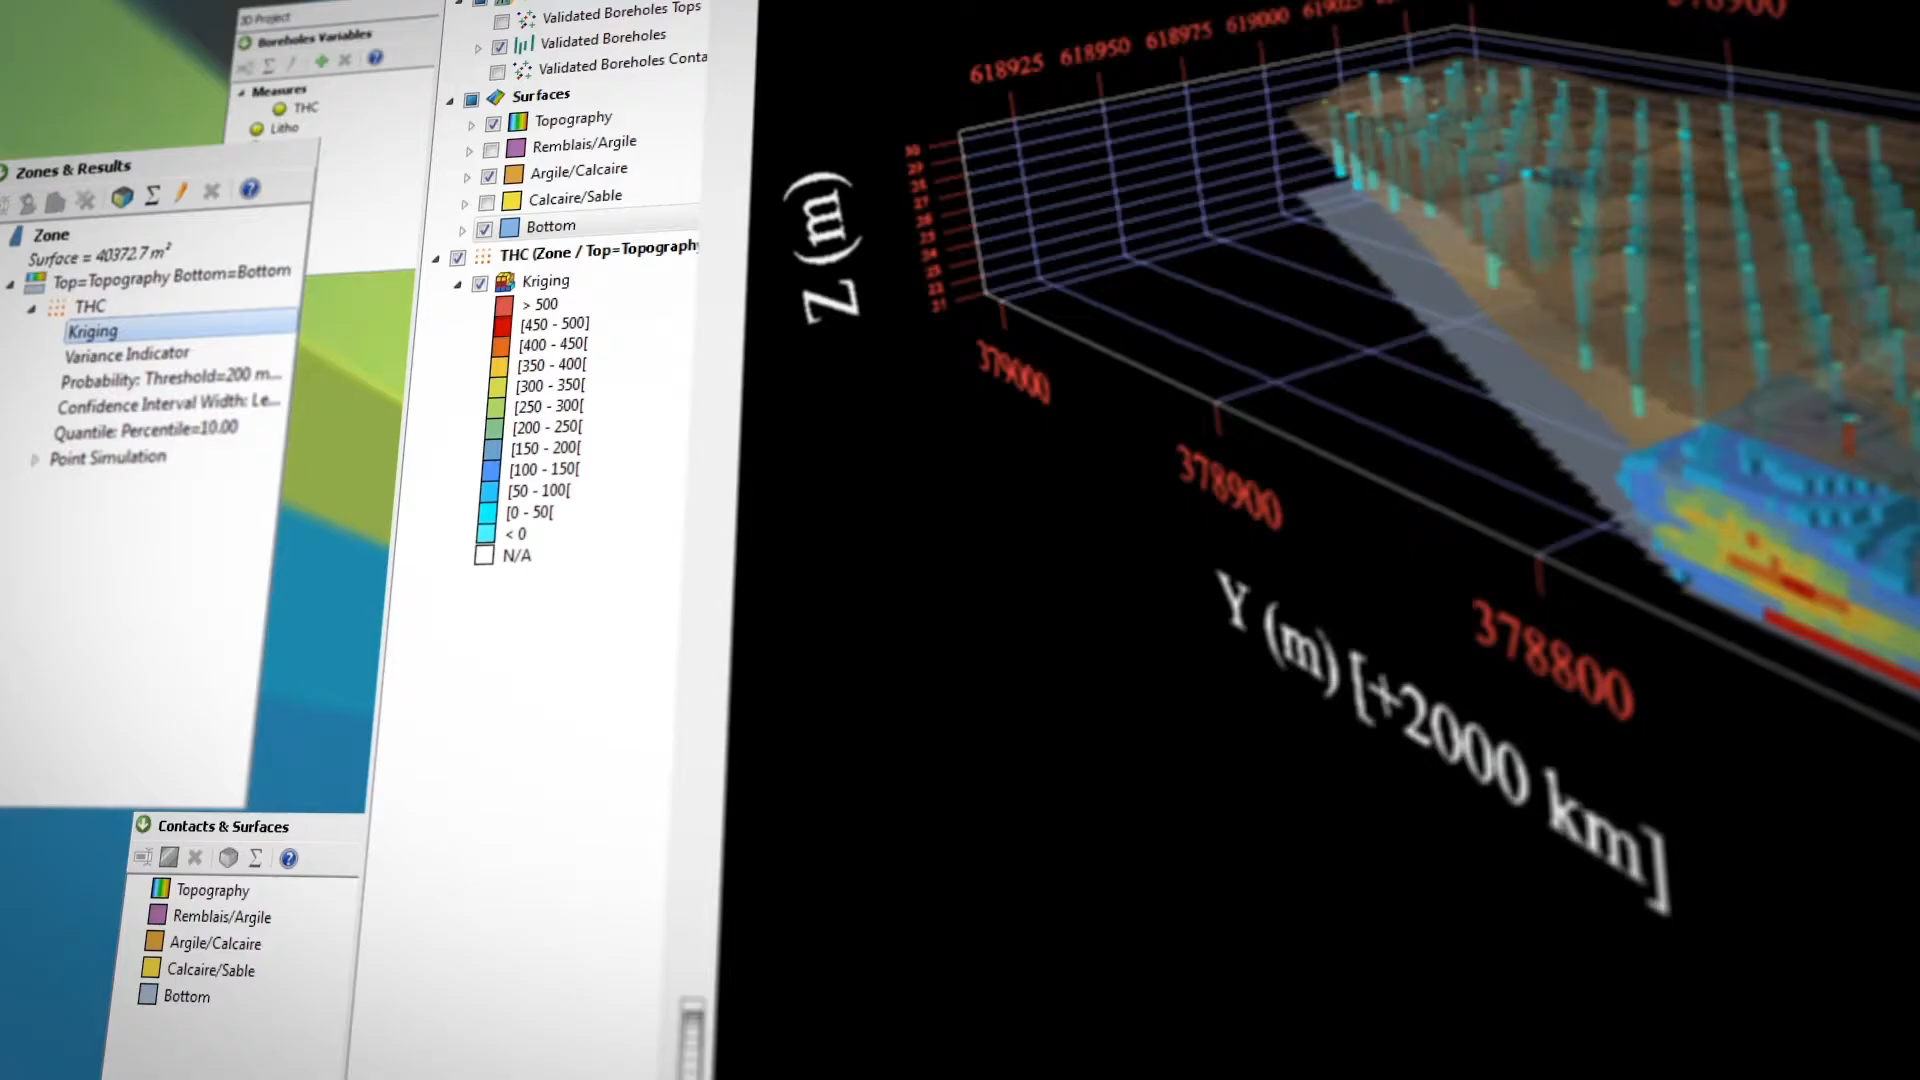 3D Project
Boreholes Variables
Measures
THC
Litho
Zones & Results
Zone
Surface = 40372.7 m²
Top=Topography Bottom=Bottom
THC
Kriging
Variance Indicator
Probability: Threshold=200 m...
Confidence Interval Width: Le...
Quantile: Percentile=10.00
Point Simulation
Contacts & Surfaces
Topography
Remblais/Argile
Argile/Calcaire
Calcaire/Sable
Bottom
Validated Boreholes Tops
Validated Boreholes
Validated Boreholes Conta
Surfaces
Topography
Remblais/Argile
Argile/Calcaire
Calcaire/Sable
Bottom
THC (Zone / Top=Topography
Kriging
> 500
[450 - 500]
[400 - 450[
[350 - 400[
[300 - 350[
[250 - 300[
[200 - 250[
[150 - 200[
[100 - 150[
[50 - 100[
[0 - 50[
< 0
N/A
618925 618950 618975 619000 619025
378900
Z (m)
379000
378900
378800
Y (m) [+2000 km]